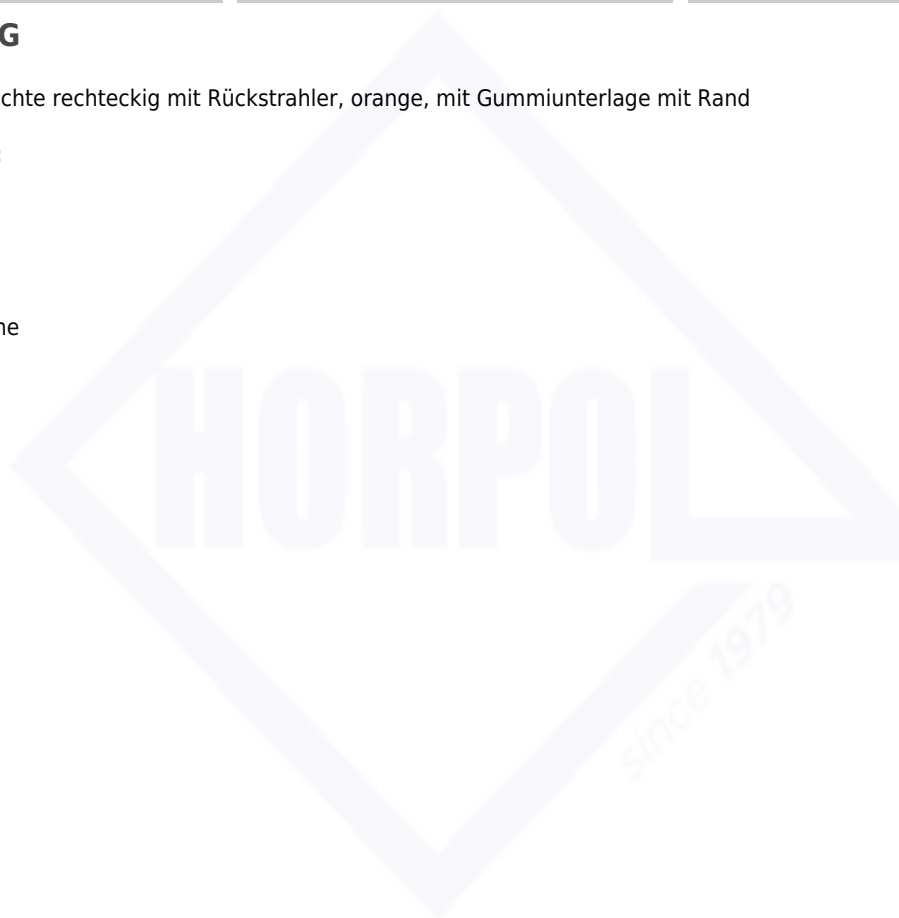 G
chte rechteckig mit Rückstrahler, orange, mit Gummiunterlage mit Rand
ne
HORPOL
since 1979